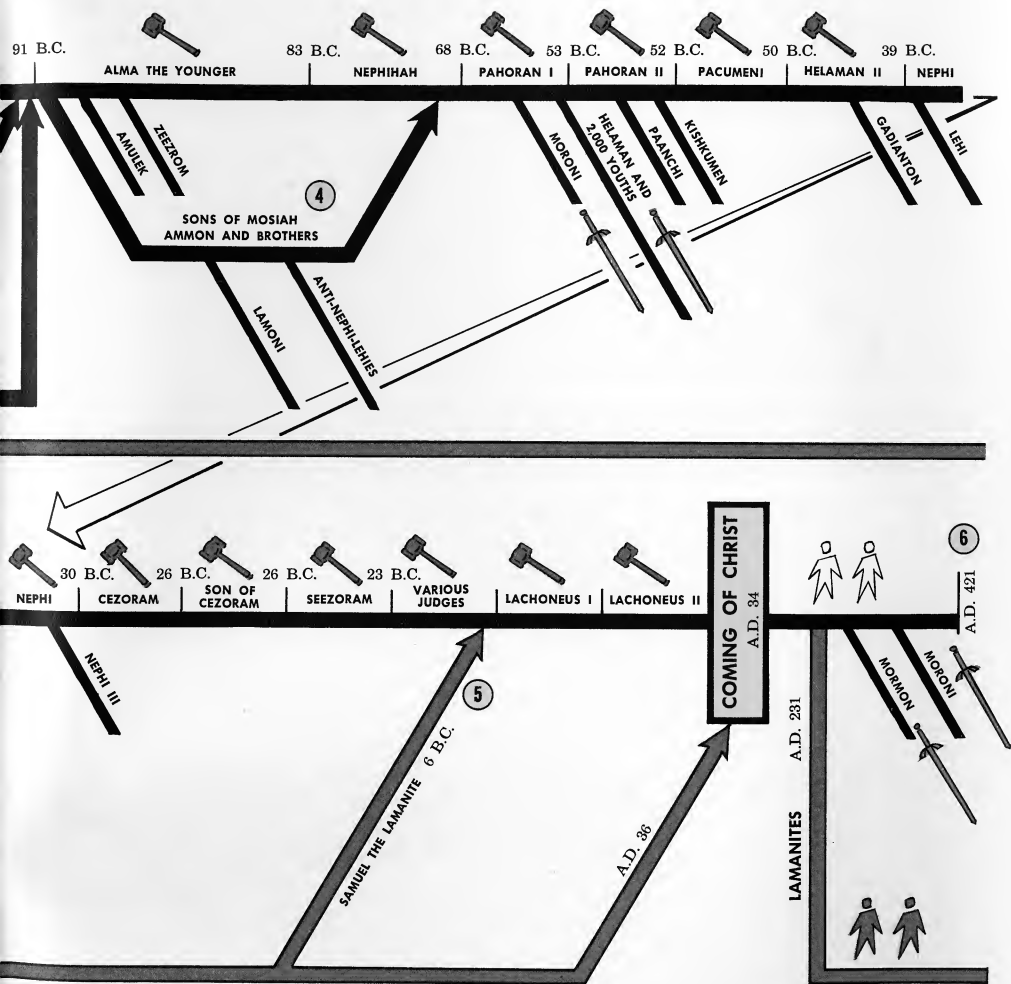 91 B.C.
83 B.C.
68 B.C.
53 B.C.
52 B.C.
50 B.C.
39 B.C.
ALMA THE YOUNGER
NEPHIHAH
PAHORAN I
PAHORAN II
PACUMENI
HELAMAN II
NEPHI
AMULEK
ZEEZROM
MORONI
HELAMAN AND
2,000 YOUTHS
PAANCHI
KISHKUMEN
GADIANTON
LEHI
4
SONS OF MOSIAH
AMMON AND BROTHERS
LAMONI
ANTI-NEPHI-LEHIES
30 B.C.
26 B.C.
26 B.C.
23 B.C.
NEPHI
CEZORAM
SON OF
CEZORAM
SEEZORAM
VARIOUS
JUDGES
LACHONEUS I
LACHONEUS II
COMING OF CHRIST
A.D. 34
6
A.D. 421
NEPHI III
5
SAMUEL THE LAMANITE 6 B.C.
A.D. 36
LAMANITES A.D. 231
MORMON
MORONI